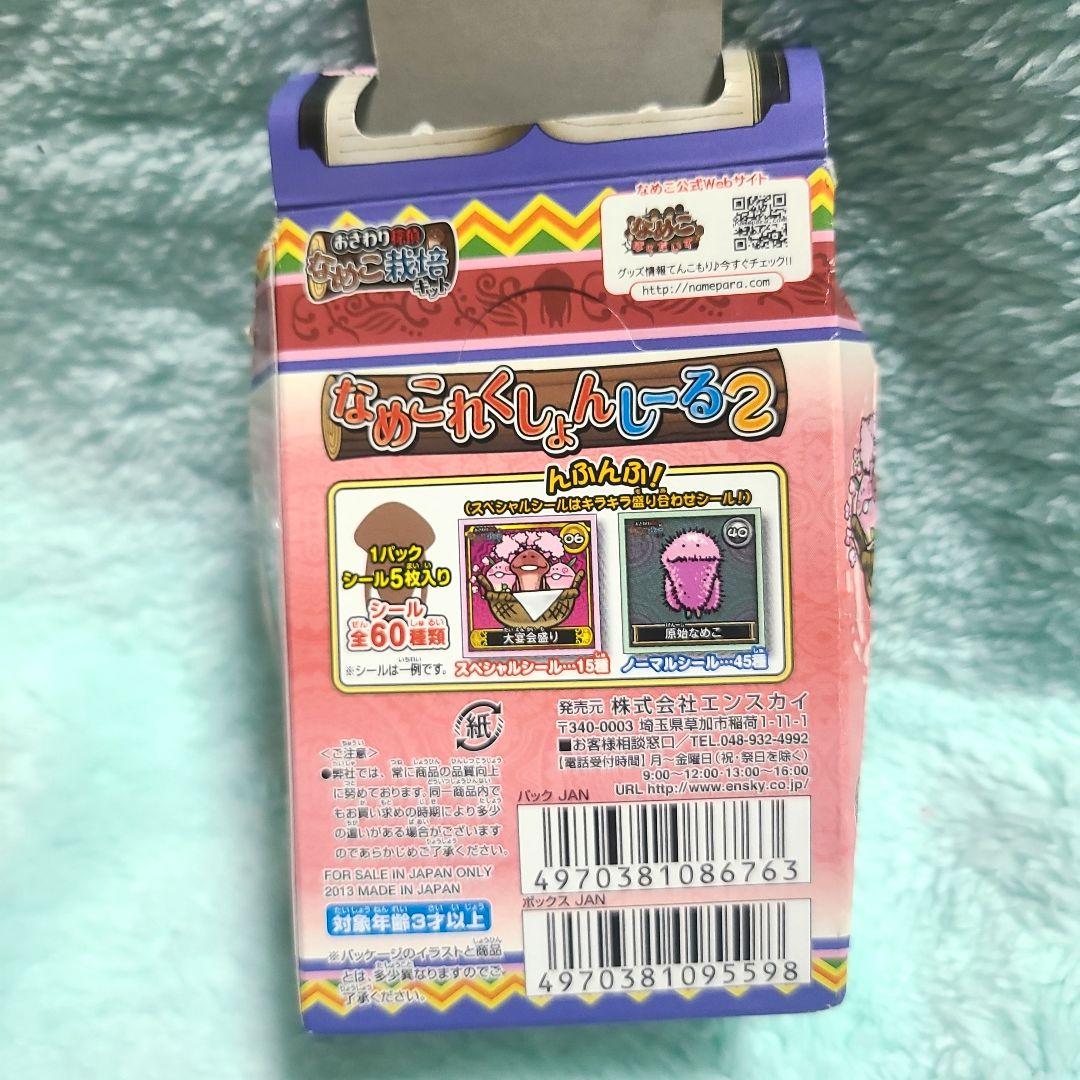 なめこ公式Webサイト
なめこ
グッズ情報てんこもり♪今すぐチェック!!
http://namepara.com
おさわり探偵
なめこ栽培
キット
なめこれくしょんしーる2
んふんふ!
(スペシャルシールはキラキラ盛り合わせシール!)
1パック
シール5枚入り
シール
全60種類
※シールは一例です。
06
大宴会盛り
スペシャルシール…15種
40
原始なめこ
ノーマルシール…45種
紙
発売元 株式会社エンスカイ
〒340-0003 埼玉県草加市稲荷1-11-1
■お客様相談窓口/TEL.048-932-4992
【電話受付時間】月~金曜日(祝・祭日を除く)
9:00~12:00・13:00~16:00
URL http://www.ensky.co.jp/
<ご注意>
●弊社では、常に商品の品質向上
に努めております。同一商品内で
もお買い求めの時期により多少
の違いがある場合がございます
のであらかじめご了承ください。
FOR SALE IN JAPAN ONLY
2013 MADE IN JAPAN
対象年齢3才以上
※パッケージのイラストと商品
とは、多少異なりますのでご
了承ください。
パック JAN
4970381086763
ボックス JAN
4970381095598